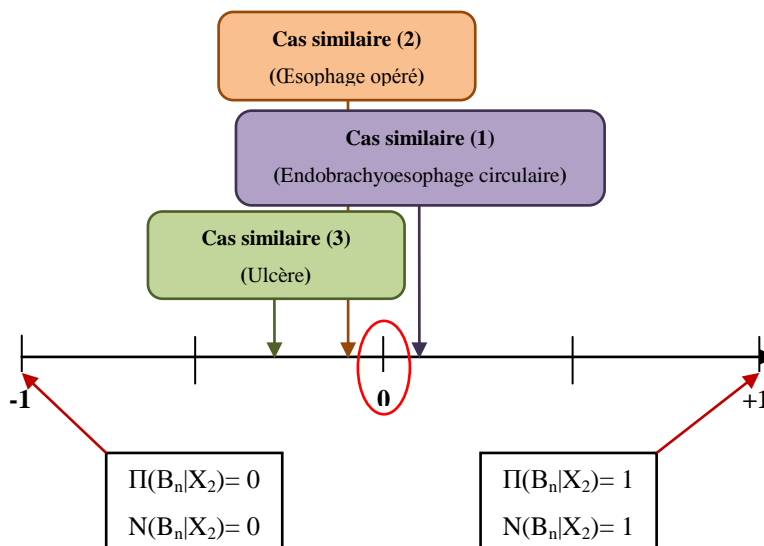 Cas similaire (2)
(Œsophage opéré)
Cas similaire (1)
(Endobrachyoesophage circulaire)
Cas similaire (3)
(Ulcère)
-1
0
+1
Π(Bₙ|X₂)= 0
N(Bₙ|X₂)= 0
Π(Bₙ|X₂)= 1
N(Bₙ|X₂)= 1